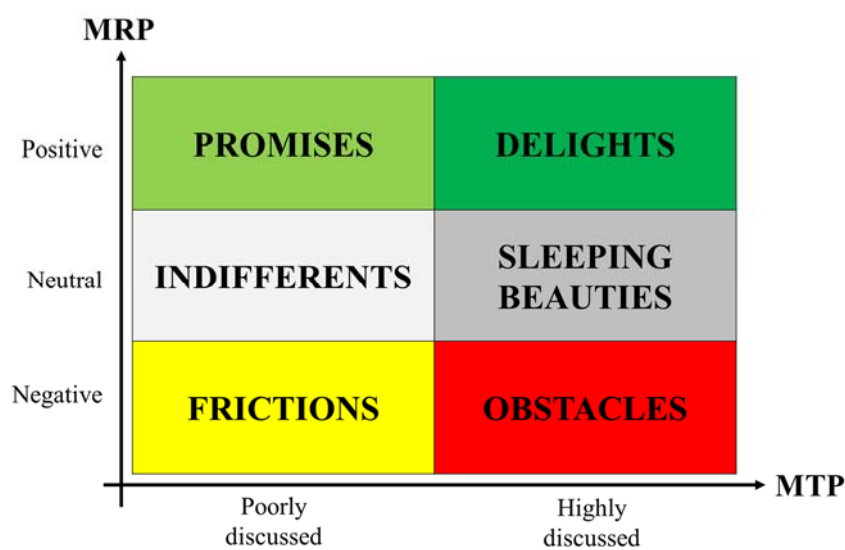 MRP
Positive
PROMISES
DELIGHTS
Neutral
INDIFFERENTS
SLEEPING
BEAUTIES
Negative
FRICTIONS
OBSTACLES
MTP
Poorly
discussed
Highly
discussed